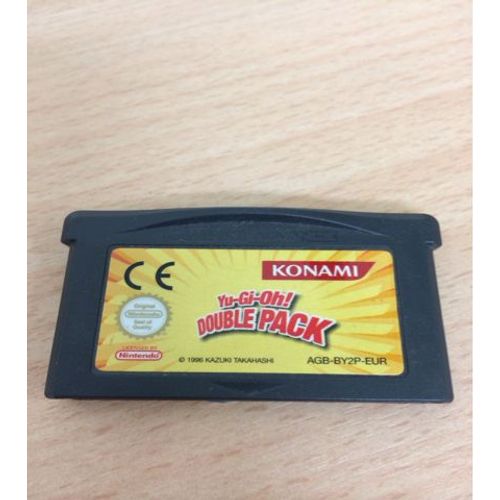 CE
KONAMI
Yu-Gi-Oh!
DOUBLE PACK
Original
Nintendo
Seal of
Quality
LICENSED BY
Nintendo
© 1996 KAZUKI TAKAHASHI
AGB-BY2P-EUR